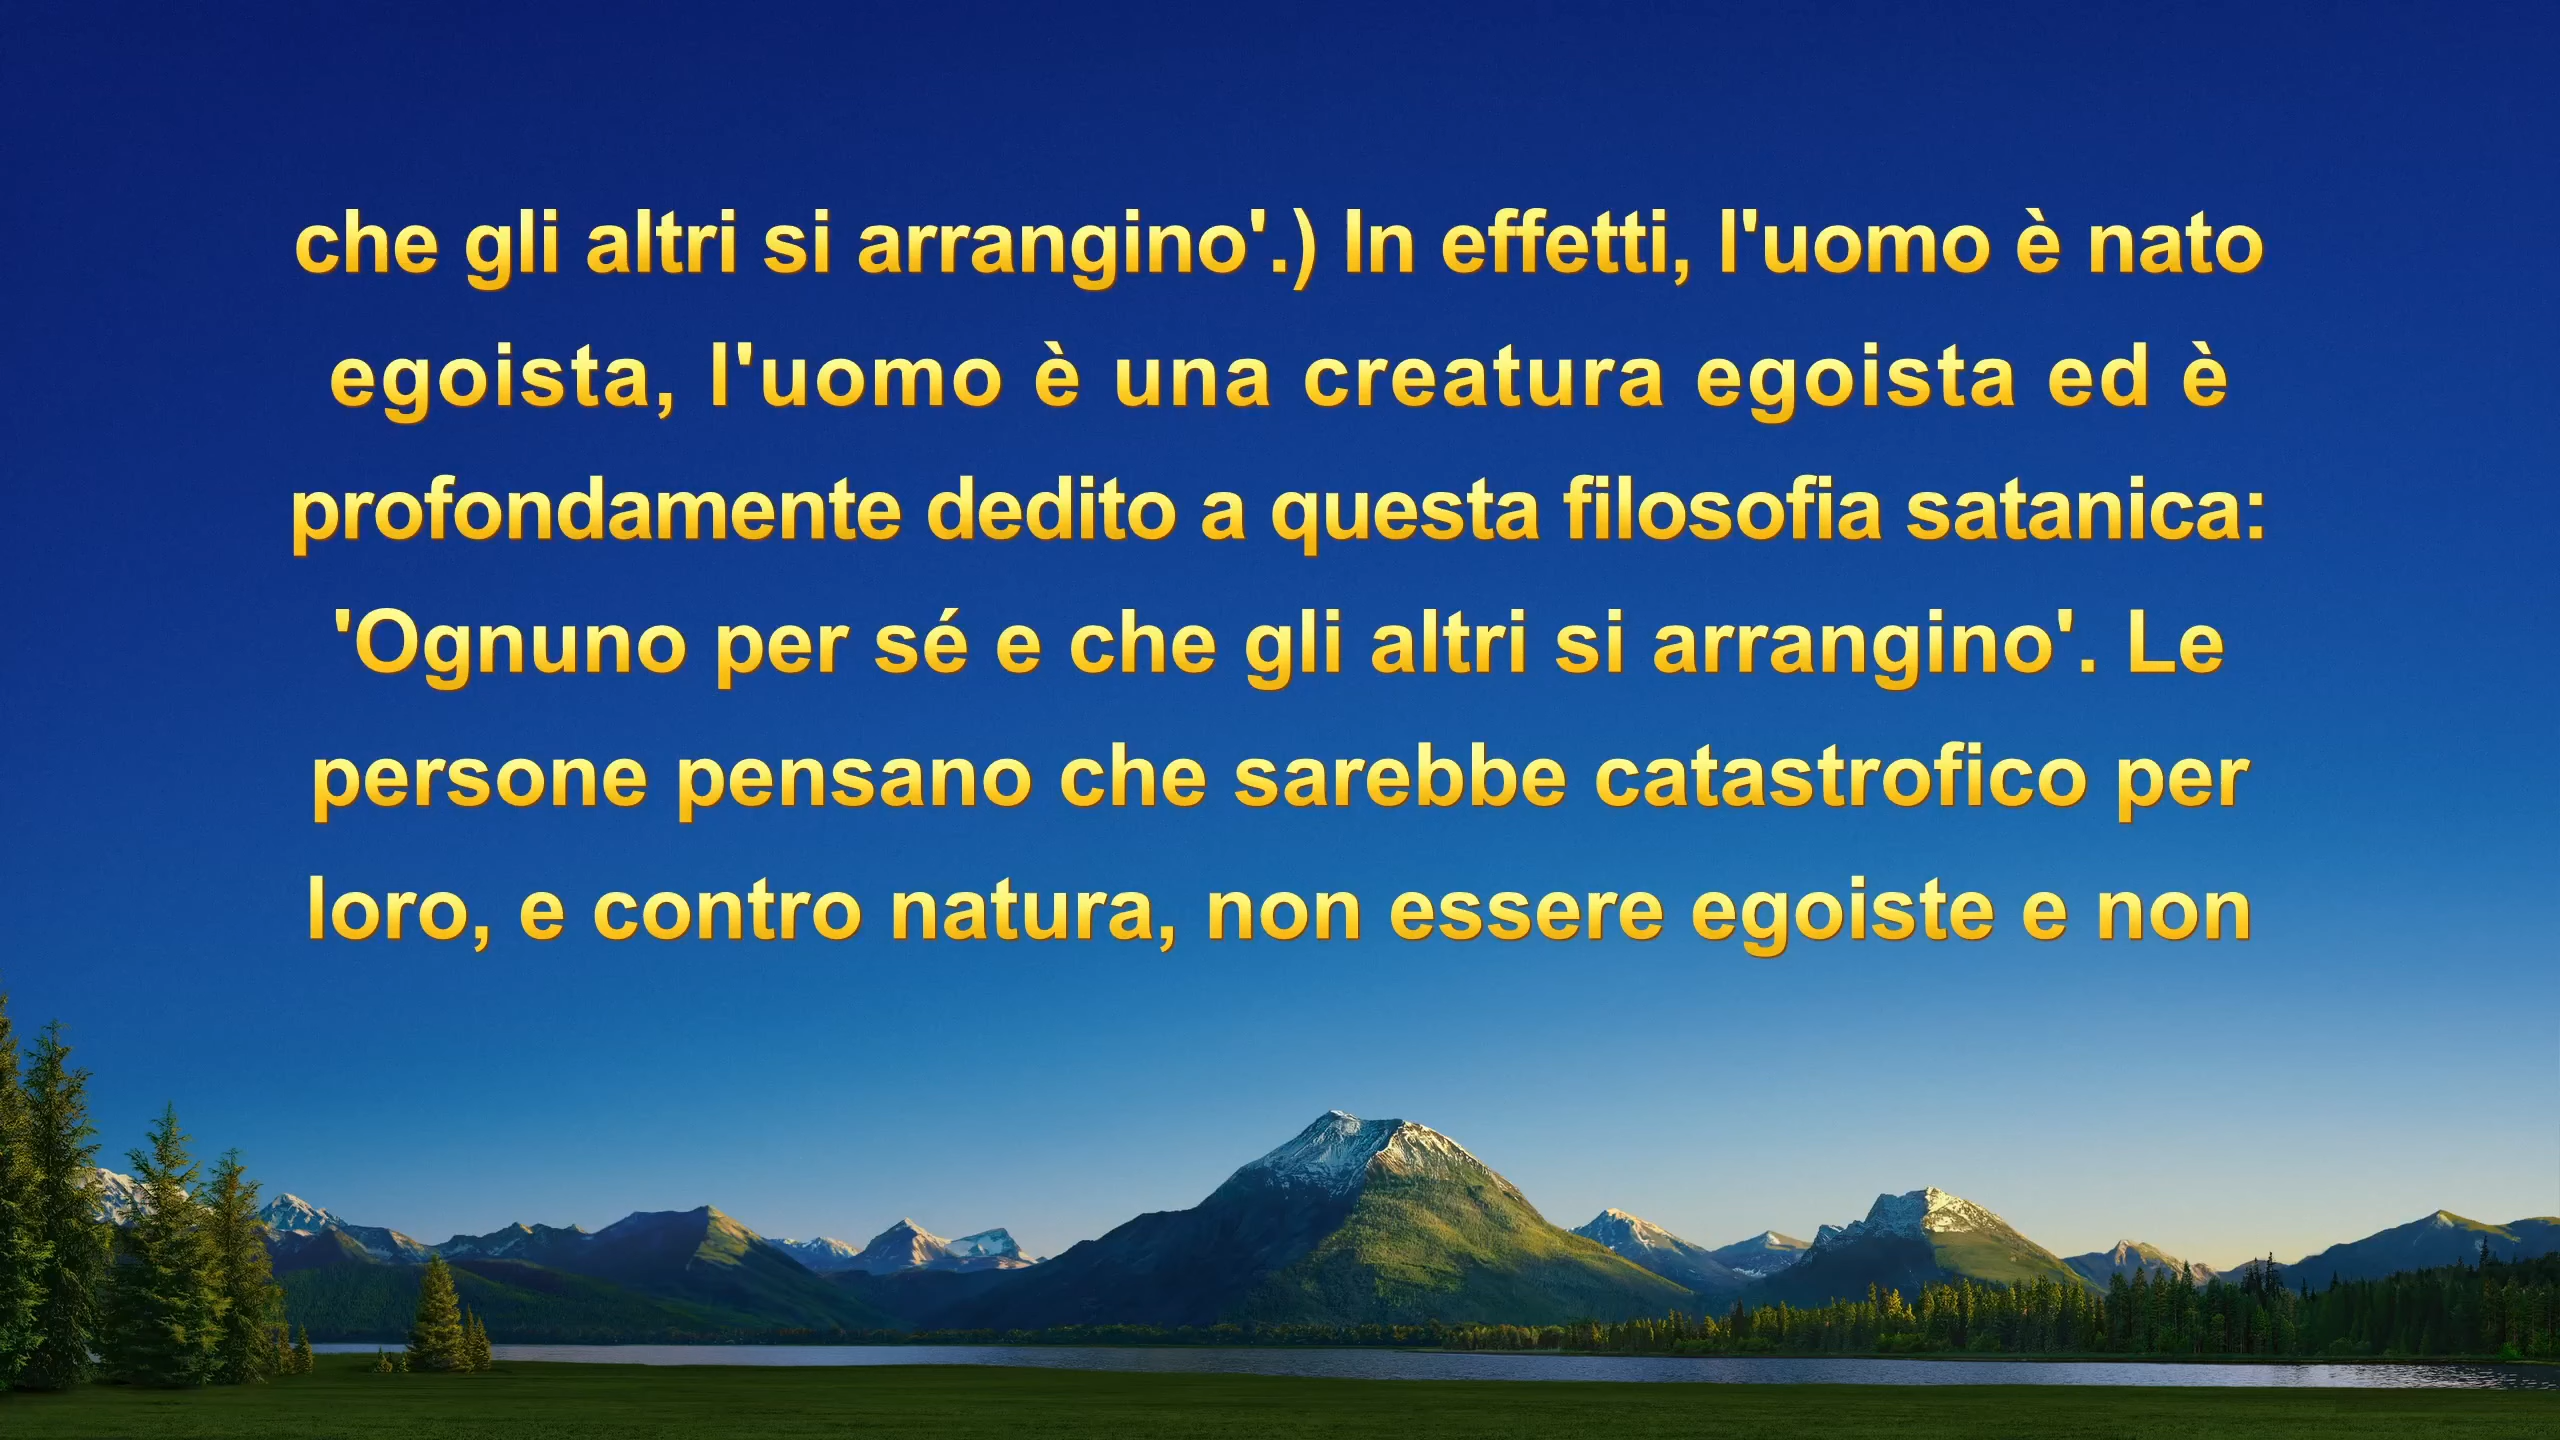 che gli altri si arrangino'.) In effetti, l'uomo è nato
egoista, l'uomo è una creatura egoista ed è
profondamente dedito a questa filosofia satanica:
'Ognuno per sé e che gli altri si arrangino'. Le
persone pensano che sarebbe catastrofico per
loro, e contro natura, non essere egoiste e non